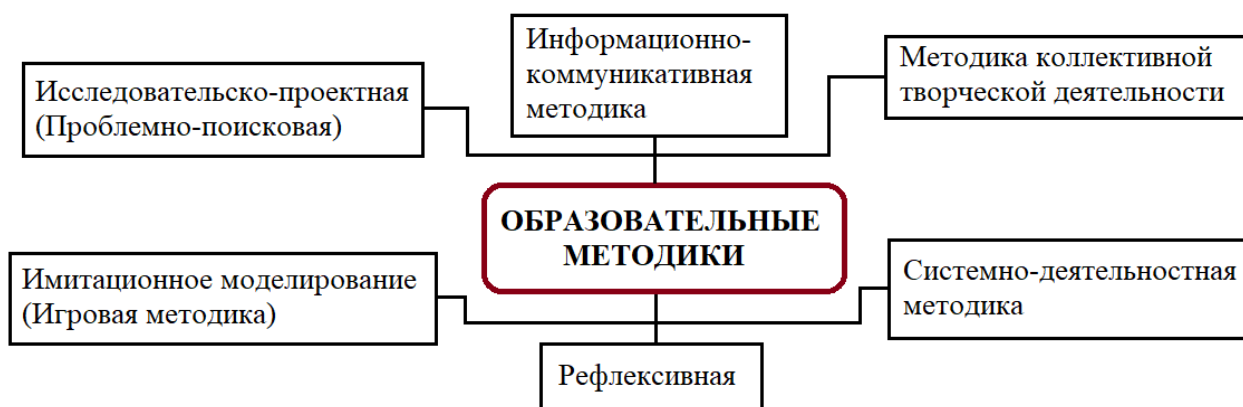 Информационно-
коммуникативная
методика
Исследовательско-проектная
(Проблемно-поисковая)
Методика коллективной
творческой деятельности
ОБРАЗОВАТЕЛЬНЫЕ
МЕТОДИКИ
Имитационное моделирование
(Игровая методика)
Системно-деятельностная
методика
Рефлексивная